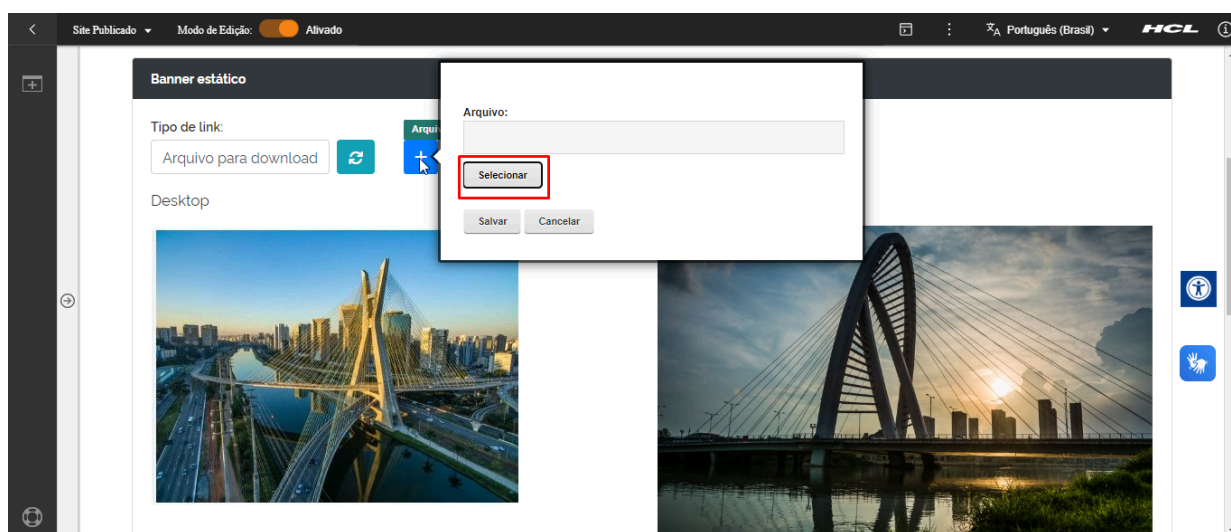 Site Publicado
Modo de Edição:
Ativado
Português (Brasil)
HCL
Banner estático
Tipo de link:
Arquivo para download
Desktop
Arquivo:
Selecionar
Salvar
Cancelar